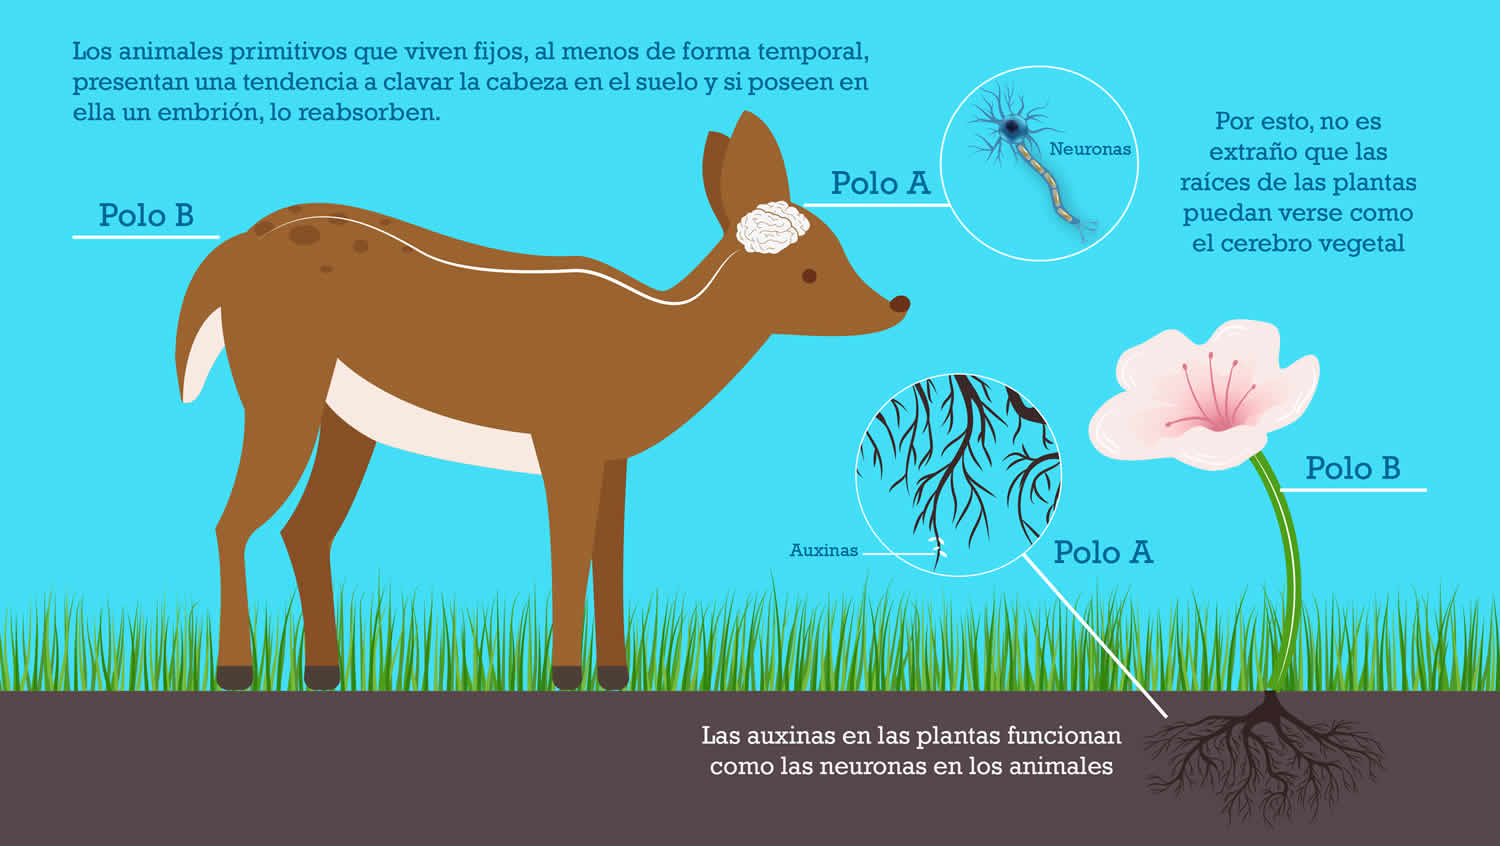 Los animales primitivos que viven fijos, al menos de forma temporal,
presentan una tendencia a clavar la cabeza en el suelo y si poseen en
ella un embrión, lo reabsorben.
Polo B
Polo A
Neuronas
Por esto, no es
extraño que las
raíces de las plantas
puedan verse como
el cerebro vegetal
Polo B
Auxinas
Polo A
Las auxinas en las plantas funcionan
como las neuronas en los animales